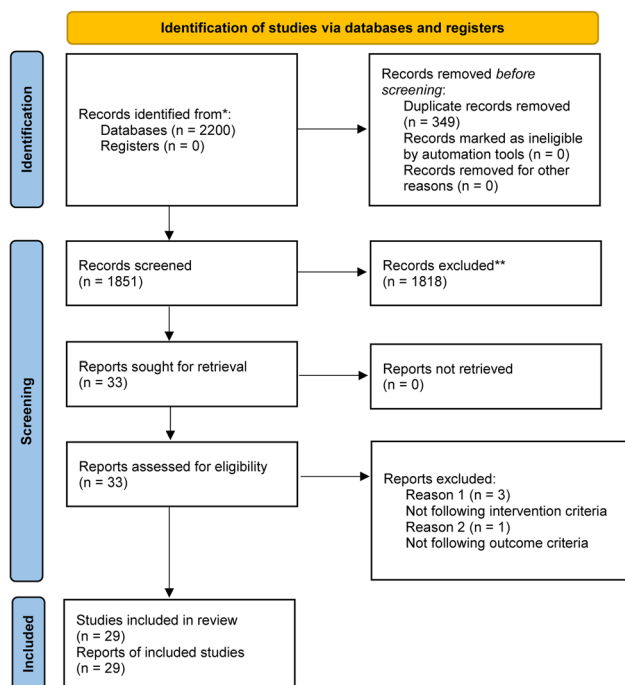 Identification of studies via databases and registers
Identification
Records identified from*:
Databases (n = 2200)
Registers (n = 0)
Records removed before
screening:
Duplicate records removed
(n = 349)
Records marked as ineligible
by automation tools (n = 0)
Records removed for other
reasons (n = 0)
Screening
Records screened
(n = 1851)
Records excluded**
(n = 1818)
Reports sought for retrieval
(n = 33)
Reports not retrieved
(n = 0)
Reports assessed for eligibility
(n = 33)
Reports excluded:
Reason 1 (n = 3)
Not following intervention criteria
Reason 2 (n = 1)
Not following outcome criteria
Included
Studies included in review
(n = 29)
Reports of included studies
(n = 29)